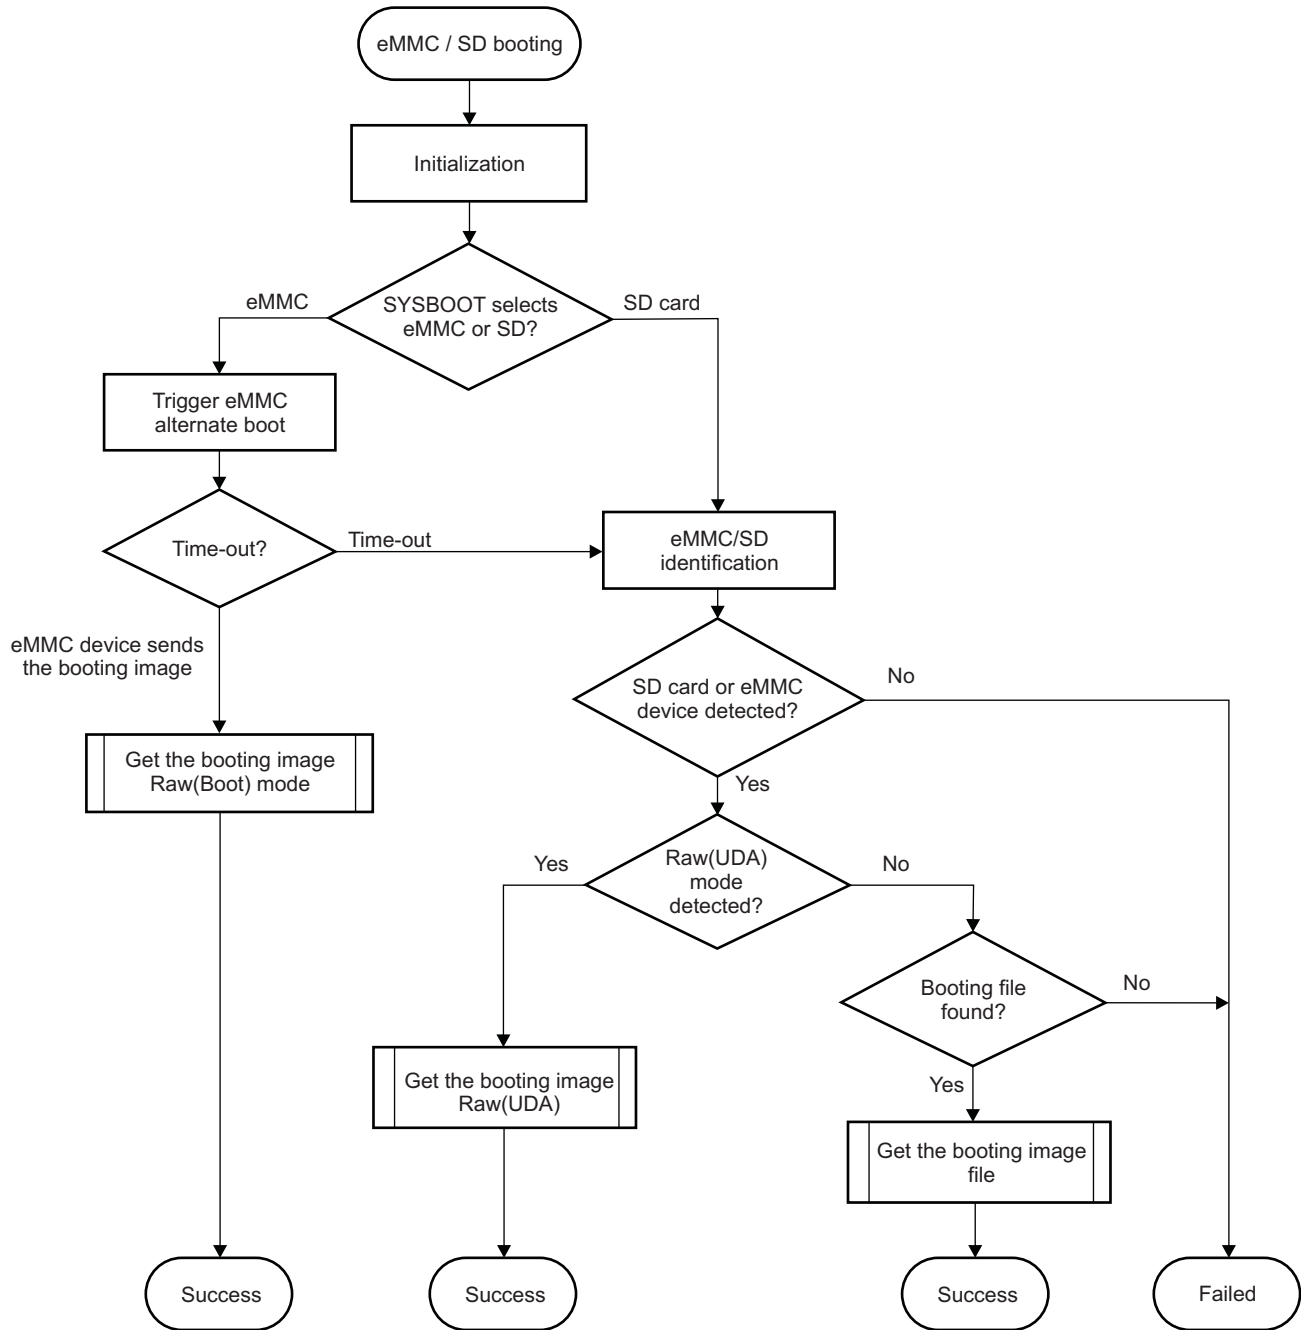 eMMC / SD booting
Initialization
eMMC
SYSBOOT selects
eMMC or SD?
SD card
Trigger eMMC
alternate boot
Time-out?
Time-out
eMMC/SD
identification
eMMC device sends
the booting image
SD card or eMMC
device detected?
No
Get the booting image
Raw(Boot) mode
Yes
Yes
Raw(UDA)
mode
detected?
No
Booting file
found?
No
Get the booting image
Raw(UDA)
Yes
Get the booting image
file
Success
Success
Success
Failed